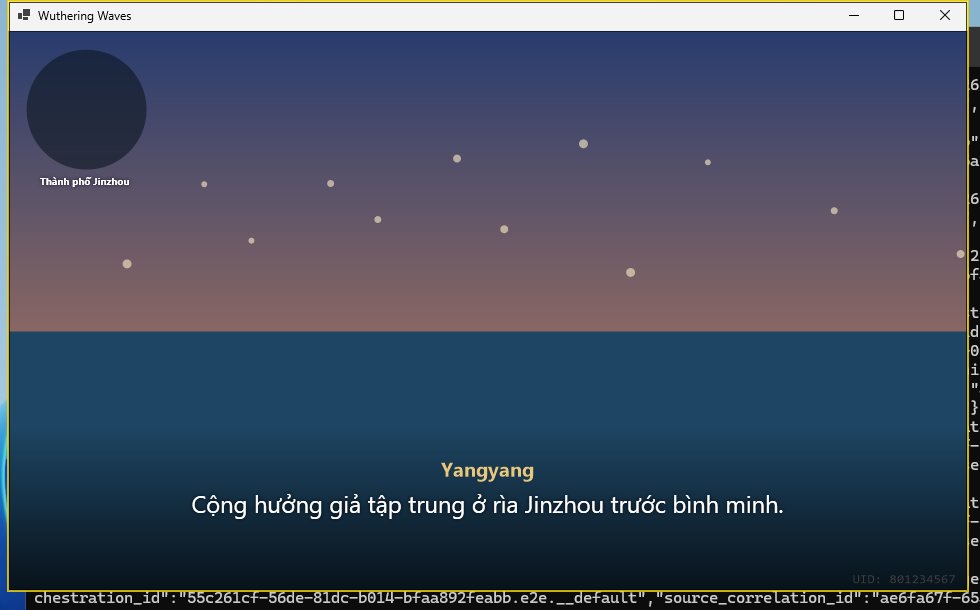 Wuthering Waves
Thành phố Jinzhou
Yangyang
Cộng hưởng giả tập trung ở rìa Jinzhou trước bình minh.
UID: 801234567
chestration_id":"55c261cf-56de-81dc-b014-bfaa892feabb.e2e.__default","source_correlation_id":"ae6fa67f-6